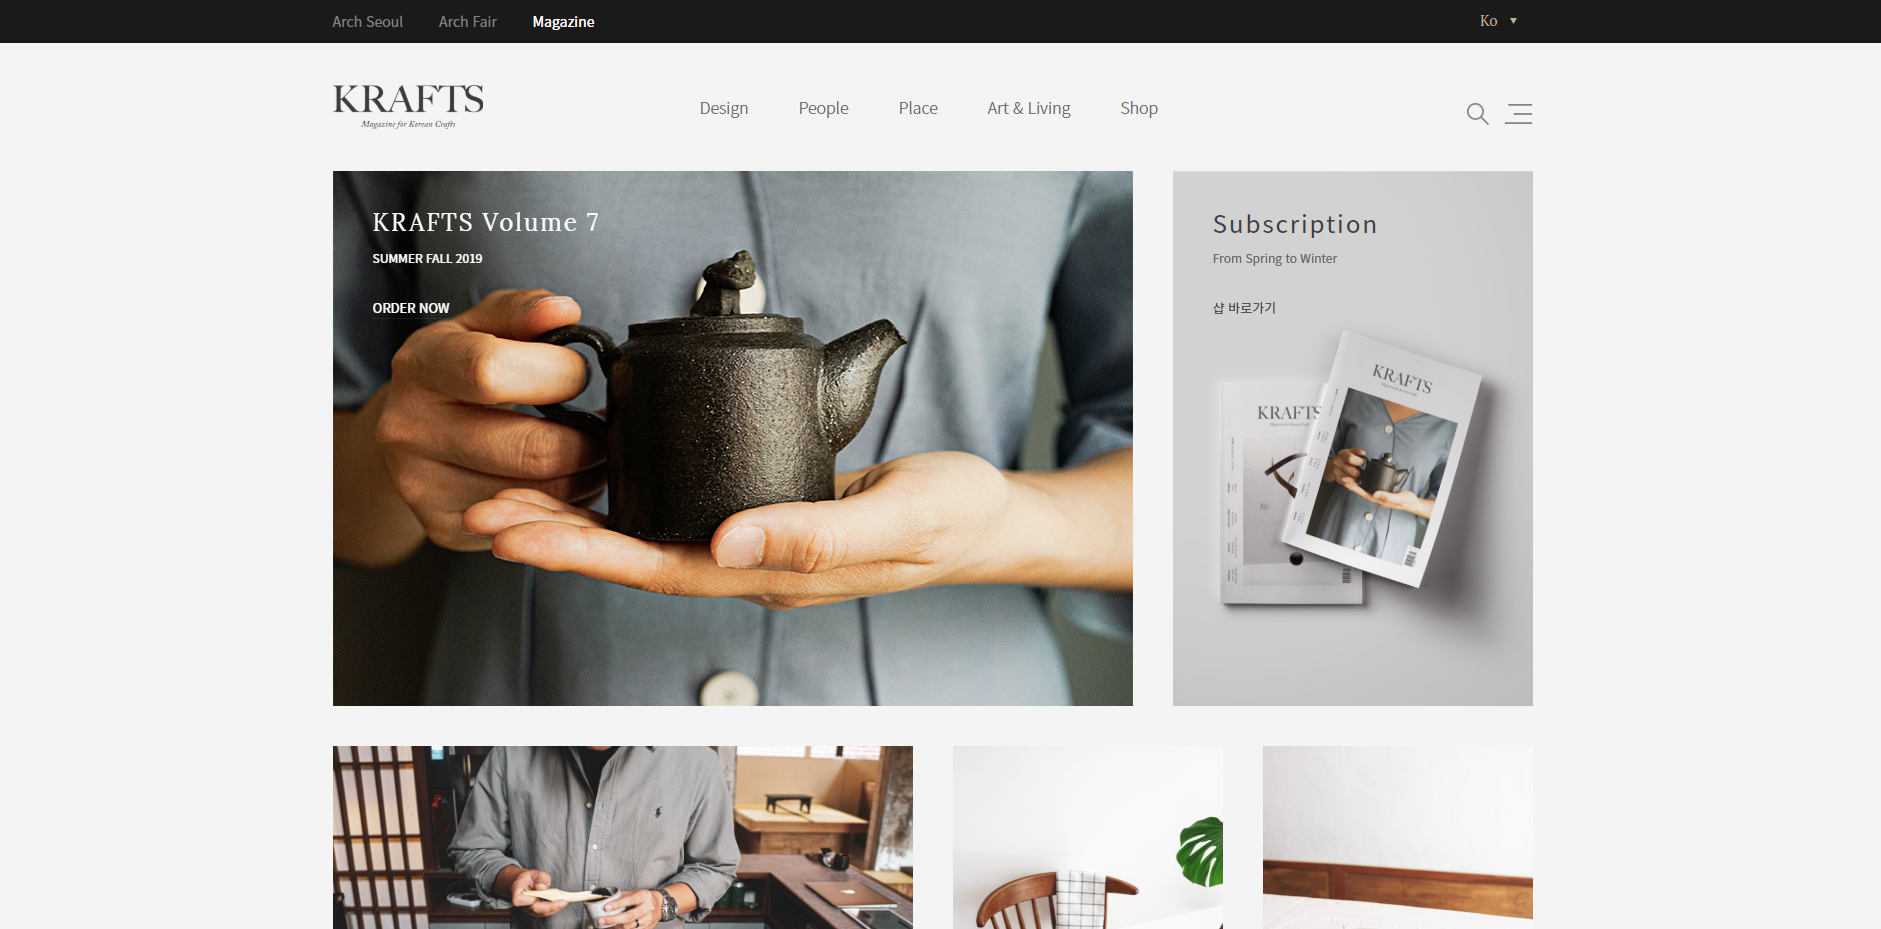 Arch Seoul Arch Fair Magazine Ko
KRAFTS
Magazine for Korean Crafts
Design People Place Art & Living Shop
KRAFTS Volume 7
SUMMER FALL 2019
ORDER NOW
Subscription
From Spring to Winter
샵 바로가기
KRAFTS
KRAFTS